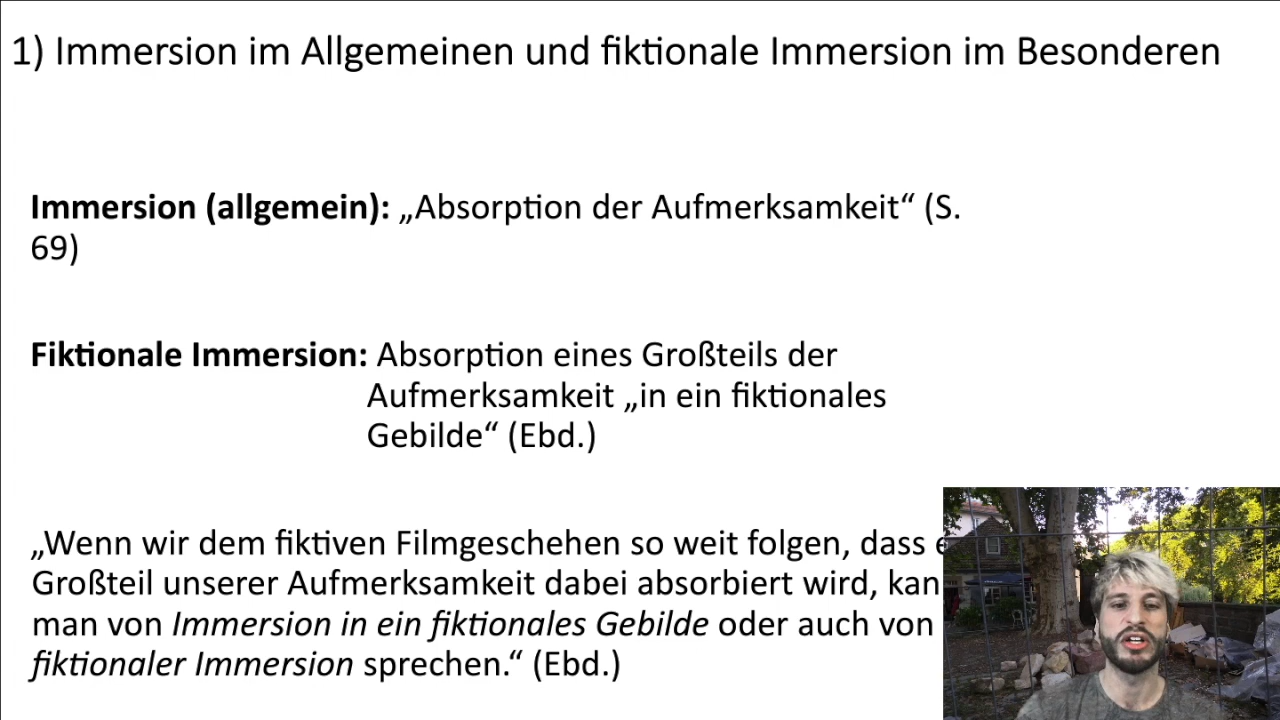 1) Immersion im Allgemeinen und fiktionale Immersion im Besonderen
Immersion (allgemein): „Absorption der Aufmerksamkeit“ (S.
69)
Fiktionale Immersion: Absorption eines Großteils der
Aufmerksamkeit „in ein fiktionales
Gebilde“ (Ebd.)
„Wenn wir dem fiktiven Filmgeschehen so weit folgen, dass
Großteil unserer Aufmerksamkeit dabei absorbiert wird,
man von Immersion in ein fiktionales Gebilde oder auch von
fiktionaler Immersion sprechen.“ (Ebd.)